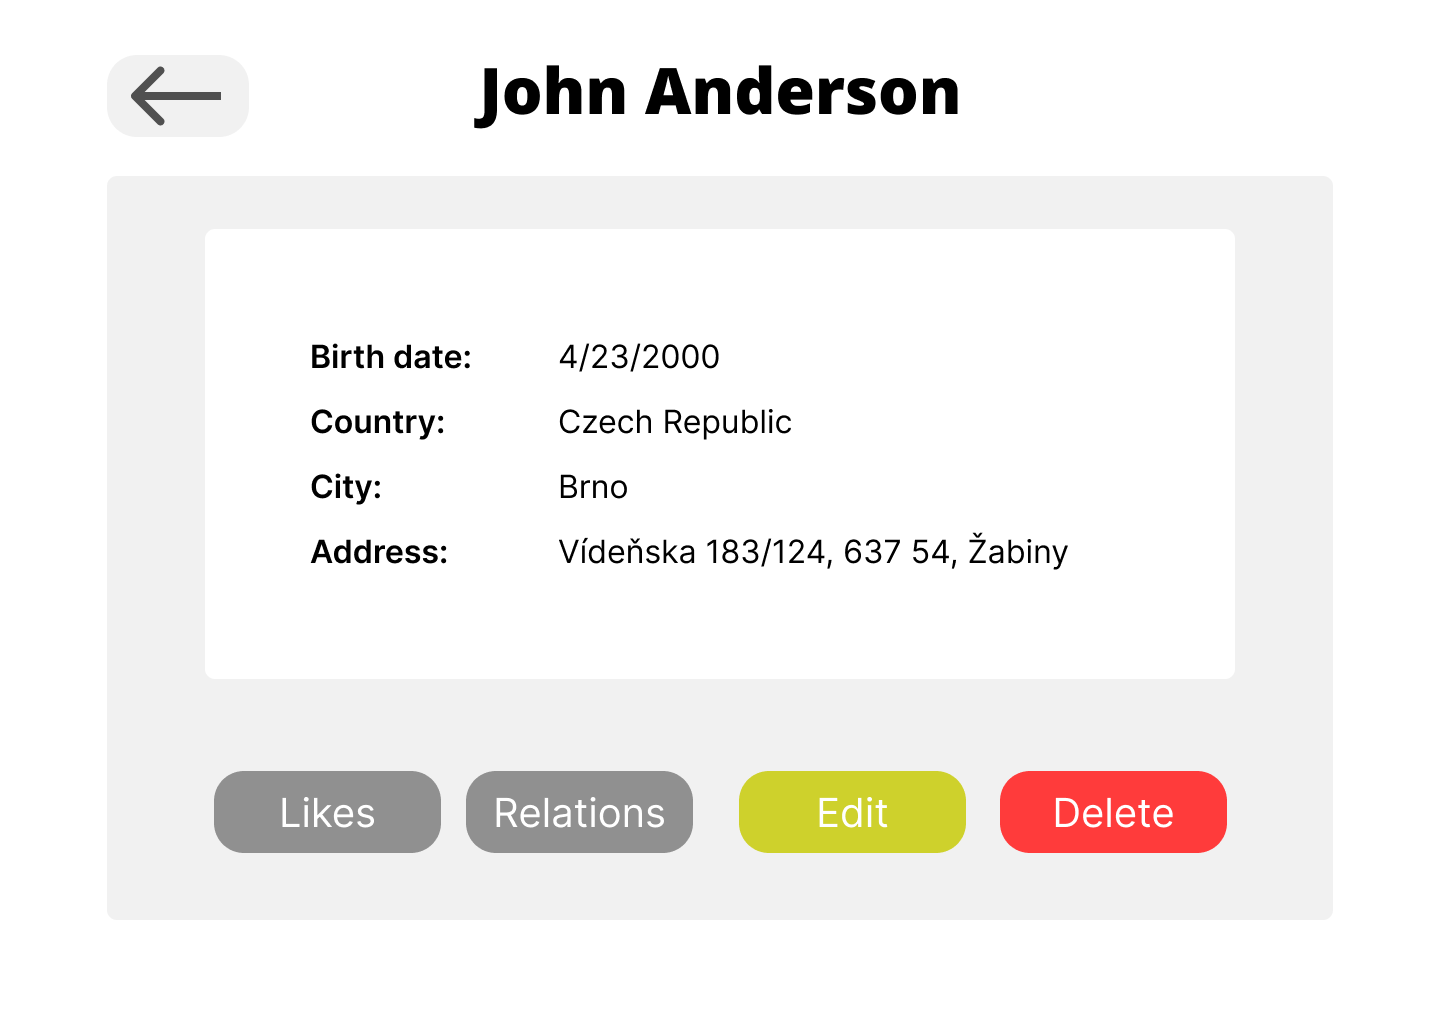 John Anderson
Birth date: 4/23/2000
Country: Czech Republic
City: Brno
Address: Vídeňska 183/124, 637 54, Žabiny
Likes Relations Edit Delete